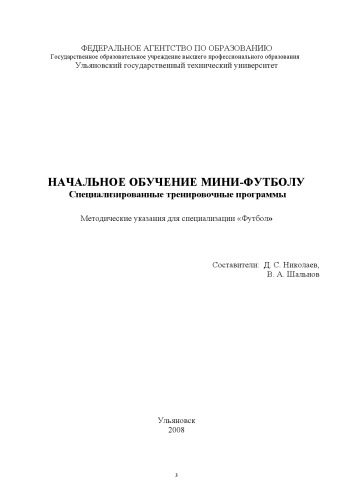 ФЕДЕРАЛЬНОЕ АГЕНТСТВО ПО ОБРАЗОВАНИЮ
Государственное образовательное учреждение высшего профессионального образования
Ульяновский государственный технический университет
НАЧАЛЬНОЕ ОБУЧЕНИЕ МИНИ-ФУТБОЛУ
Специализированные тренировочные программы
Методические указания для специализации «Футбол»
Составители: Д. С. Николаев,
В. А. Шальнов
Ульяновск
2008